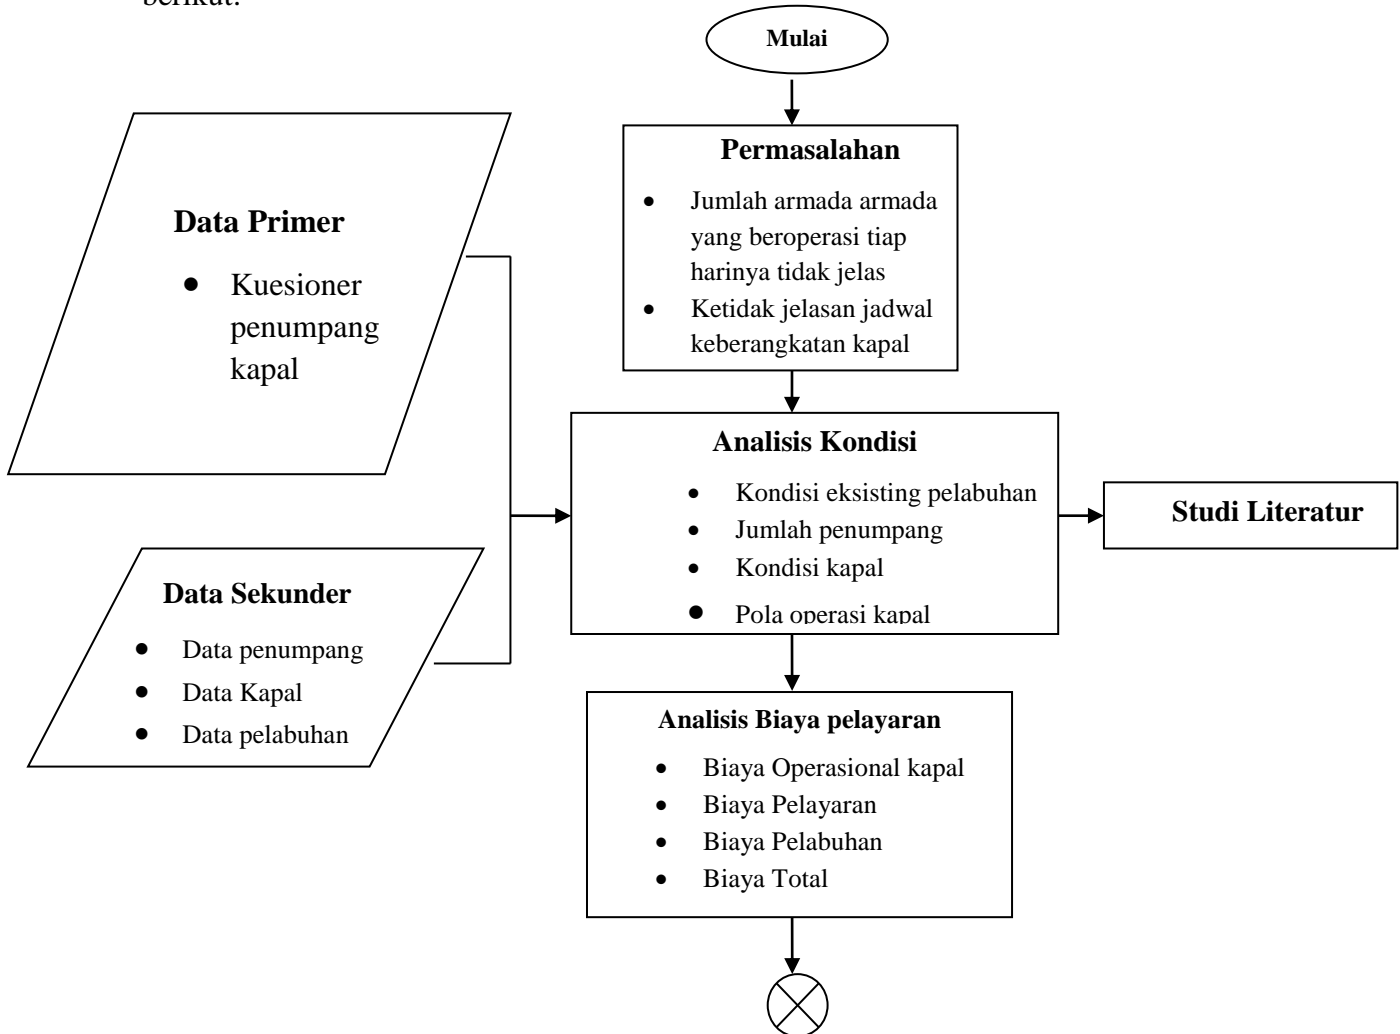 berikut:
Mulai
Permasalahan
• Jumlah armada armada
yang beroperasi tiap
harinya tidak jelas
• Ketidak jelasan jadwal
keberangkatan kapal
Data Primer
• Kuesioner
penumpang
kapal
Analisis Kondisi
• Kondisi eksisting pelabuhan
• Jumlah penumpang
• Kondisi kapal
• Pola operasi kapal
Studi Literatur
Data Sekunder
• Data penumpang
• Data Kapal
• Data pelabuhan
Analisis Biaya pelayaran
• Biaya Operasional kapal
• Biaya Pelayaran
• Biaya Pelabuhan
• Biaya Total